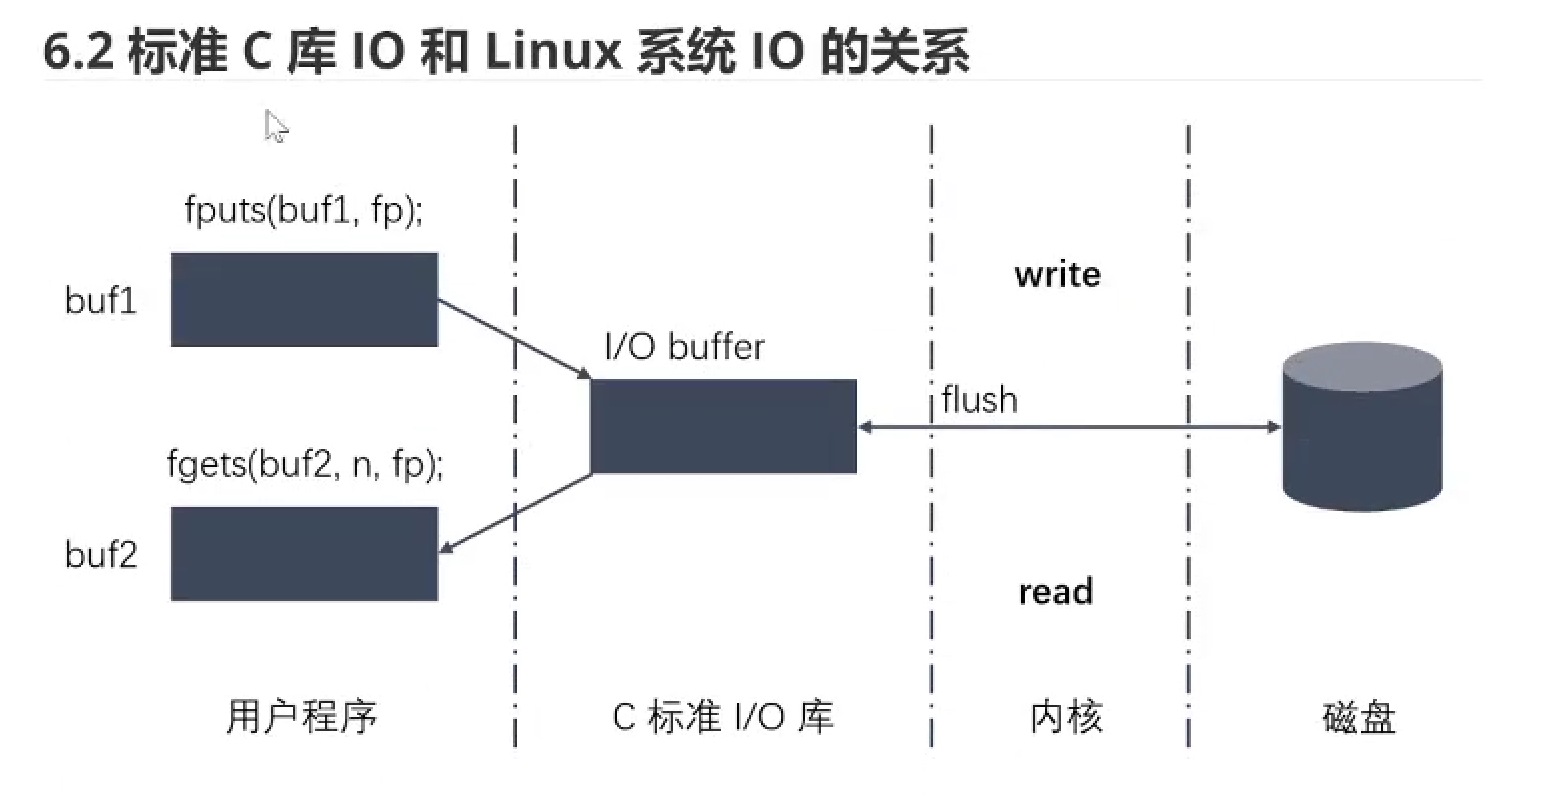 6.2 标准 C 库 IO 和 Linux 系统 IO 的关系
fputs(buf1, fp);
buf1
write
I/O buffer
flush
fgets(buf2, n, fp);
buf2
read
用户程序
C 标准 I/O 库
内核
磁盘